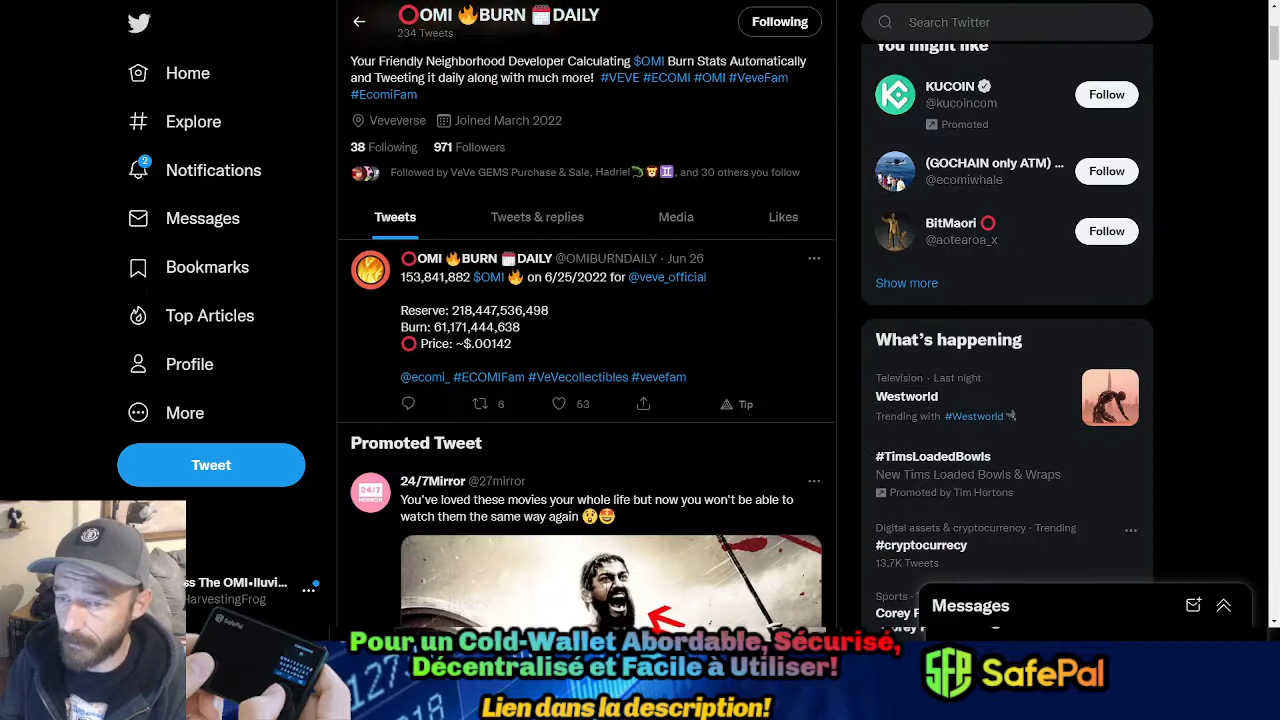 OMI BURN DAILY
234 Tweets
Following
Your Friendly Neighborhood Developer Calculating $OMI Burn Stats Automatically
and Tweeting it daily along with much more! #VEVE #ECOMI #OMI #VeveFam
#EcomiFam
Veveverse Joined March 2022
38 Following 971 Followers
Followed by VeVe GEMS Purchase & Sale, Hadriel, and 30 others you follow
Tweets
Tweets & replies
Media
Likes
OMI BURN DAILY @OMIBURNDAILY · Jun 26
153,841,882 $OMI 🔥 on 6/25/2022 for @veve_official
Reserve: 218,447,536,498
Burn: 61,171,444,638
⭕ Price: ~$.00142
@ecomi_ #ECOMIFam #VeVecollectibles #vevefam
6
53
Tip
Promoted Tweet
24/7Mirror @27mirror
You've loved these movies your whole life but now you won't be able to
watch them the same way again 😲🤩
24/7
MIRROR
Home
Explore
2
Notifications
Messages
Bookmarks
Top Articles
Profile
More
Tweet
ss The OMI•lluvi...
HarvestingFrog
Search Twitter
You might like
KUCOIN
@kucoincom
Promoted
Follow
(GOCHAIN only ATM) ...
@ecomiwhale
Follow
BitMaori ⭕
@aotearoa_x
Follow
Show more
What's happening
Television · Last night
Westworld
Trending with #Westworld
#TimsLoadedBowls
New Tims Loaded Bowls & Wraps
Promoted by Tim Hortons
Digital assets & cryptocurrency · Trending
#cryptocurrecy
13.7K Tweets
Sports ·
Corey
Messages
SafePal
Pour un Cold-Wallet Abordable, Sécurisé,
Décentralisé et Facile à Utiliser!
Lien dans la description!
SFP SafePal